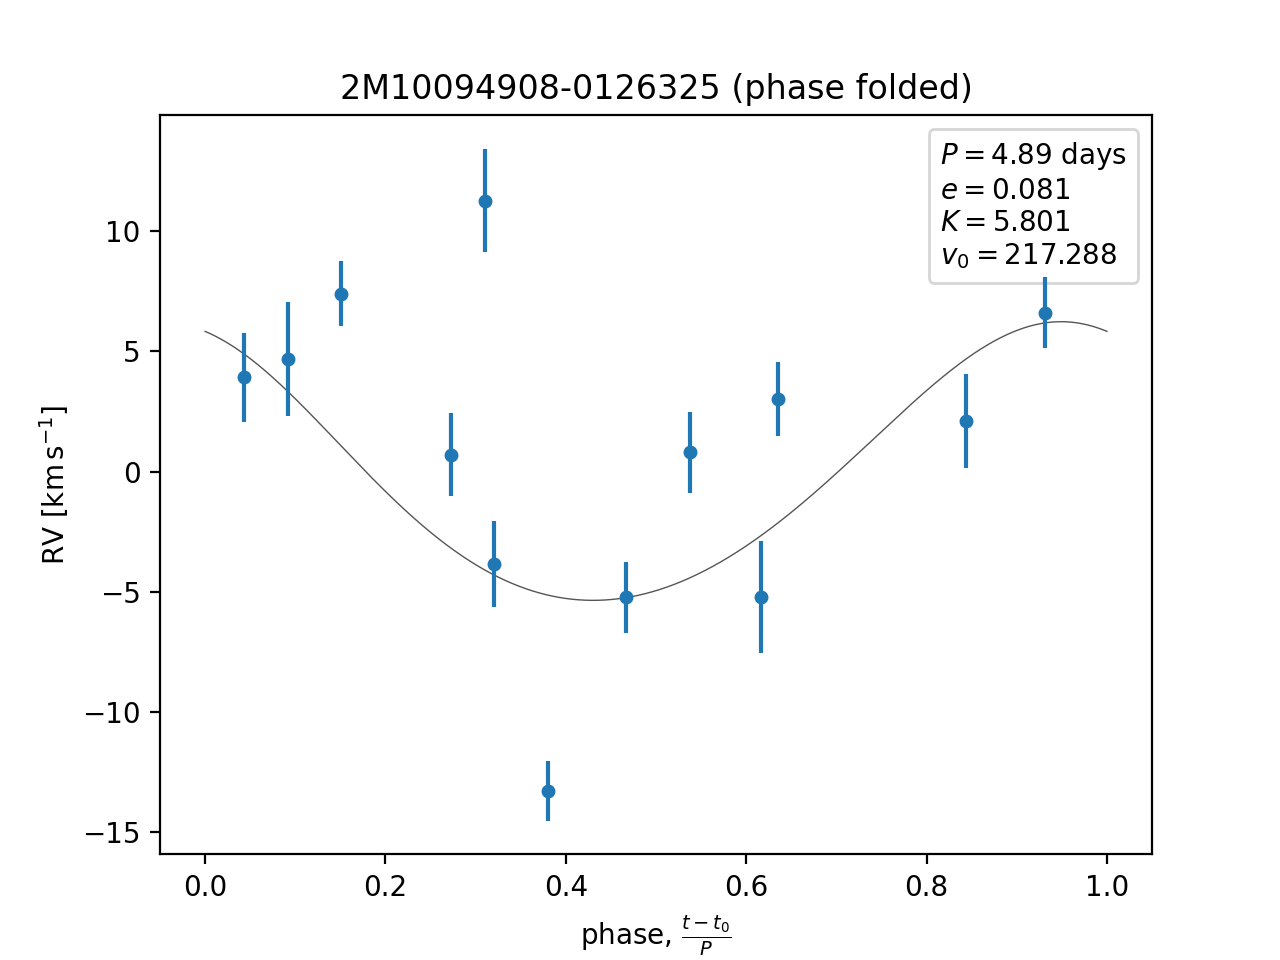 2M10094908-0126325 (phase folded)
P = 4.89 days
e = 0.081
K = 5.801
v₀ = 217.288
10
5
0
−5
−10
−15
RV [km s⁻¹]
0.0 0.2 0.4 0.6 0.8 1.0
phase, (t − t₀)/P